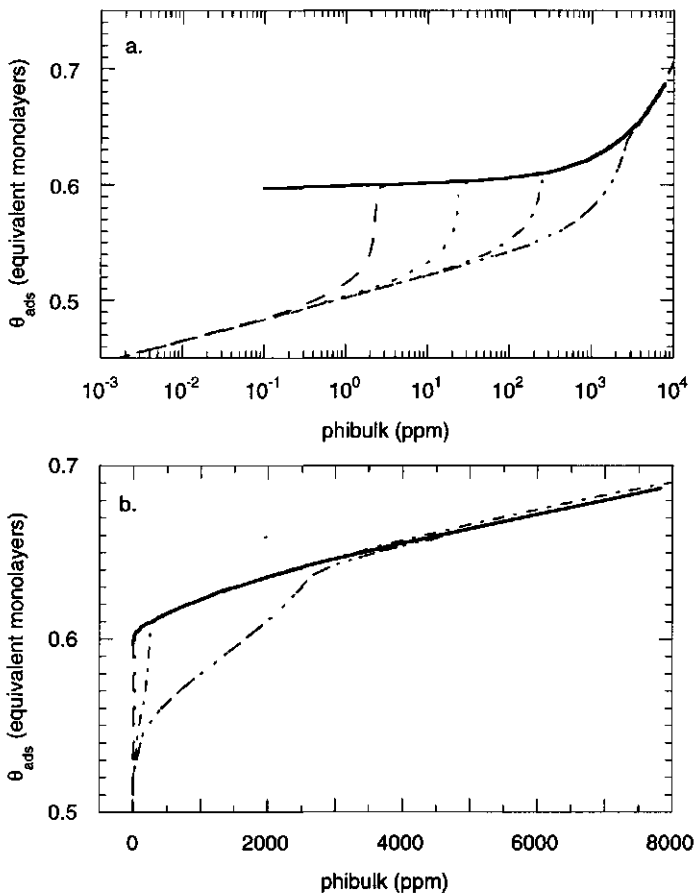 a.
0.7
0.6
0.5
θads (equivalent monolayers)
10-3 10-2 10-1 100 101 102 103 104
phibulk (ppm)
b.
0.7
0.6
0.5
θads (equivalent monolayers)
0 2000 4000 6000 8000
phibulk (ppm)